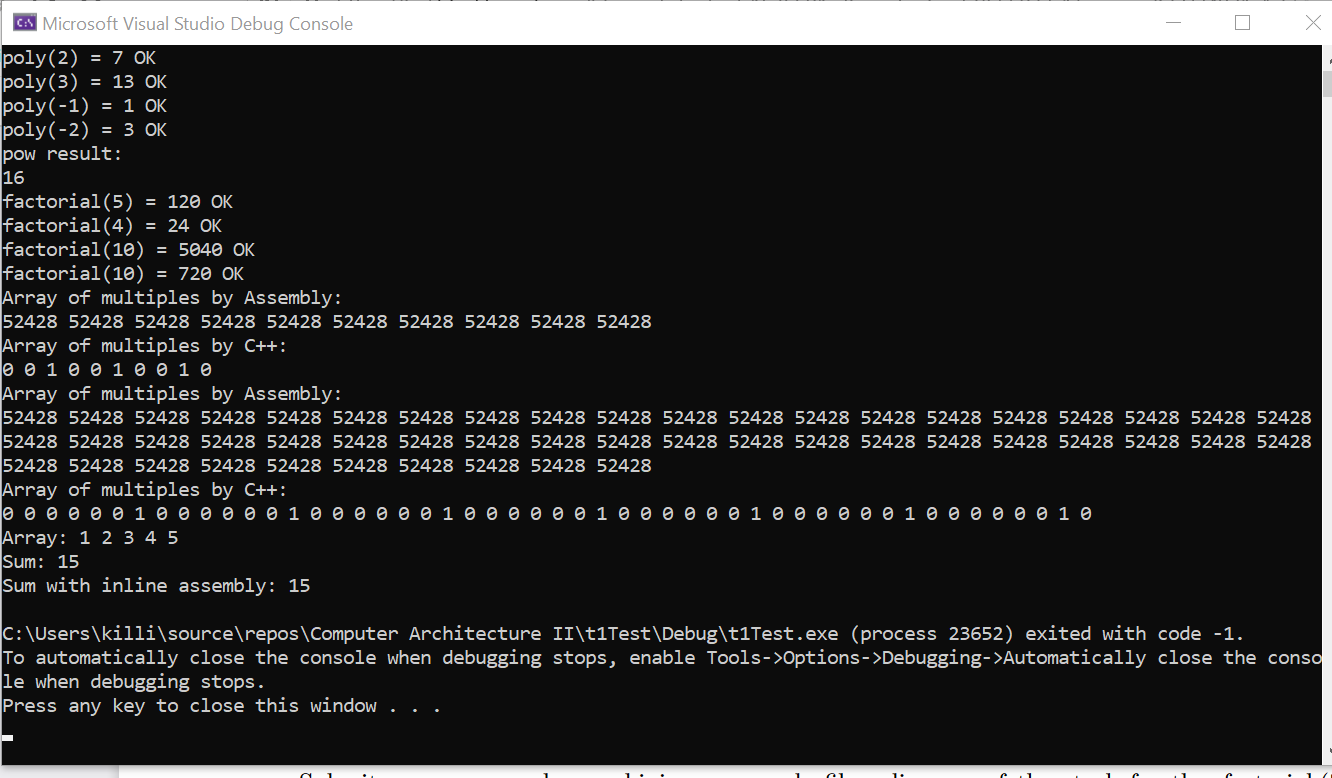 Microsoft Visual Studio Debug Console
poly(2) = 7 OK
poly(3) = 13 OK
poly(-1) = 1 OK
poly(-2) = 3 OK
pow result:
16
factorial(5) = 120 OK
factorial(4) = 24 OK
factorial(10) = 5040 OK
factorial(10) = 720 OK
Array of multiples by Assembly:
52428 52428 52428 52428 52428 52428 52428 52428 52428 52428
Array of multiples by C++:
0 0 1 0 0 1 0 0 1 0
Array of multiples by Assembly:
52428 52428 52428 52428 52428 52428 52428 52428 52428 52428 52428 52428 52428 52428 52428 52428 52428 52428 52428 52428
52428 52428 52428 52428 52428 52428 52428 52428 52428 52428 52428 52428 52428 52428 52428 52428 52428 52428 52428 52428
52428 52428 52428 52428 52428 52428 52428 52428 52428 52428
Array of multiples by C++:
0 0 0 0 0 0 1 0 0 0 0 0 0 1 0 0 0 0 0 0 1 0 0 0 0 0 0 1 0 0 0 0 0 0 1 0 0 0 0 0 0 1 0 0 0 0 0 0 1 0
Array: 1 2 3 4 5
Sum: 15
Sum with inline assembly: 15
C:\Users\killi\source\repos\Computer Architecture II\t1Test\Debug\t1Test.exe (process 23652) exited with code -1.
To automatically close the console when debugging stops, enable Tools->Options->Debugging->Automatically close the conso
le when debugging stops.
Press any key to close this window . . .